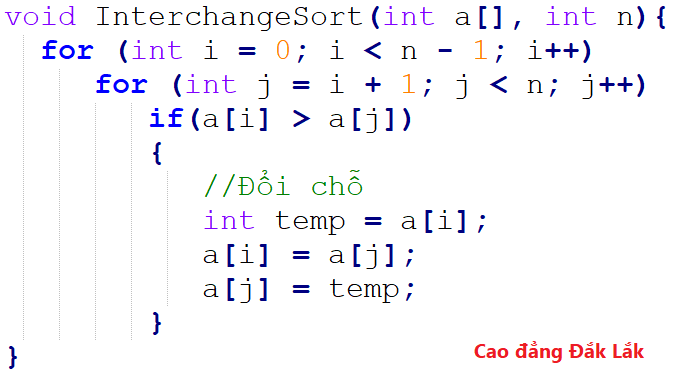 void InterchangeSort(int a[], int n){
for (int i = 0; i < n - 1; i++)
for (int j = i + 1; j < n; j++)
if(a[i] > a[j])
{
//Đổi chỗ
int temp = a[i];
a[i] = a[j];
a[j] = temp;
}
}
Cao đẳng Đắk Lắk